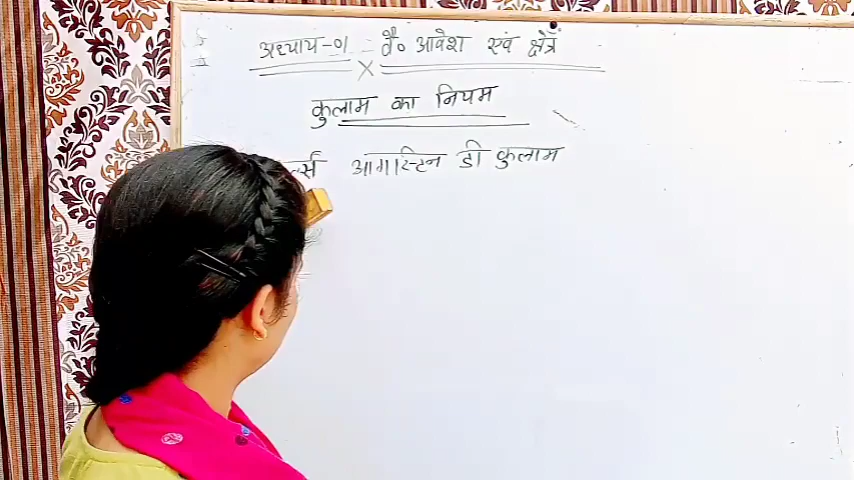 अध्याय-01 वै० आवेश एवं क्षेत्र
कुलाम का नियम
आगस्टिन डी कुलाम